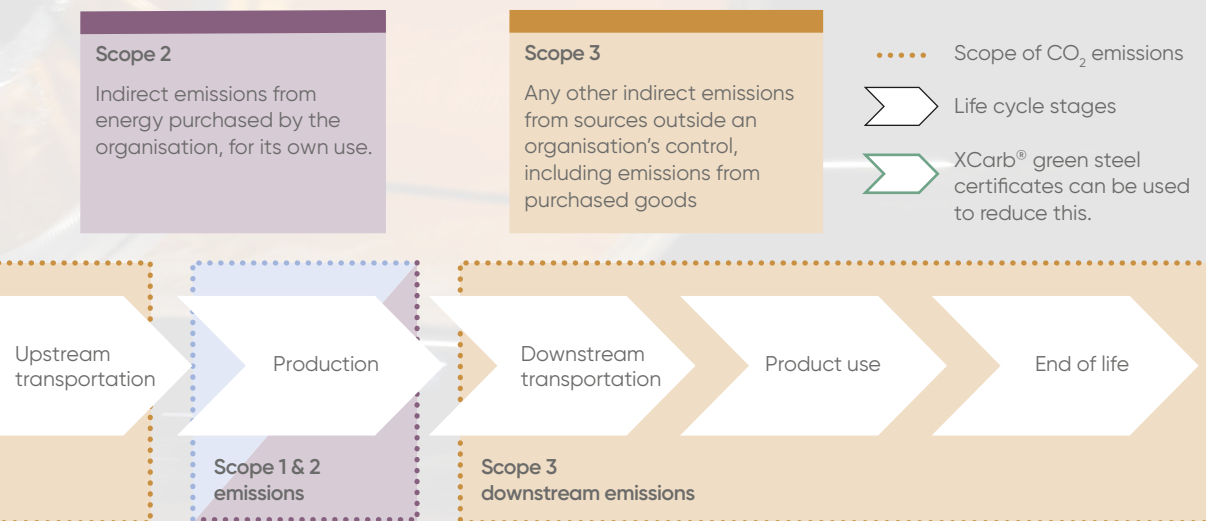 Scope 2
Indirect emissions from
energy purchased by the
organisation, for its own use.
Scope 3
Any other indirect emissions
from sources outside an
organisation’s control,
including emissions from
purchased goods
Scope of CO₂ emissions
Life cycle stages
XCarb® green steel
certificates can be used
to reduce this.
Upstream
transportation
Production
Downstream
transportation
Product use
End of life
Scope 1 & 2
emissions
Scope 3
downstream emissions